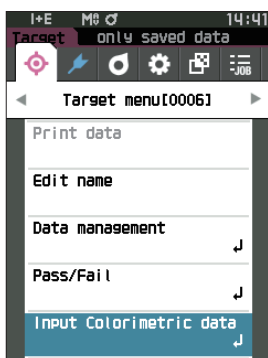 I+E M 14:41
Target only saved data
-JOB
Target menu[0006]
Print data
Edit name
Data management
Pass/Fail
Input Colorimetric data